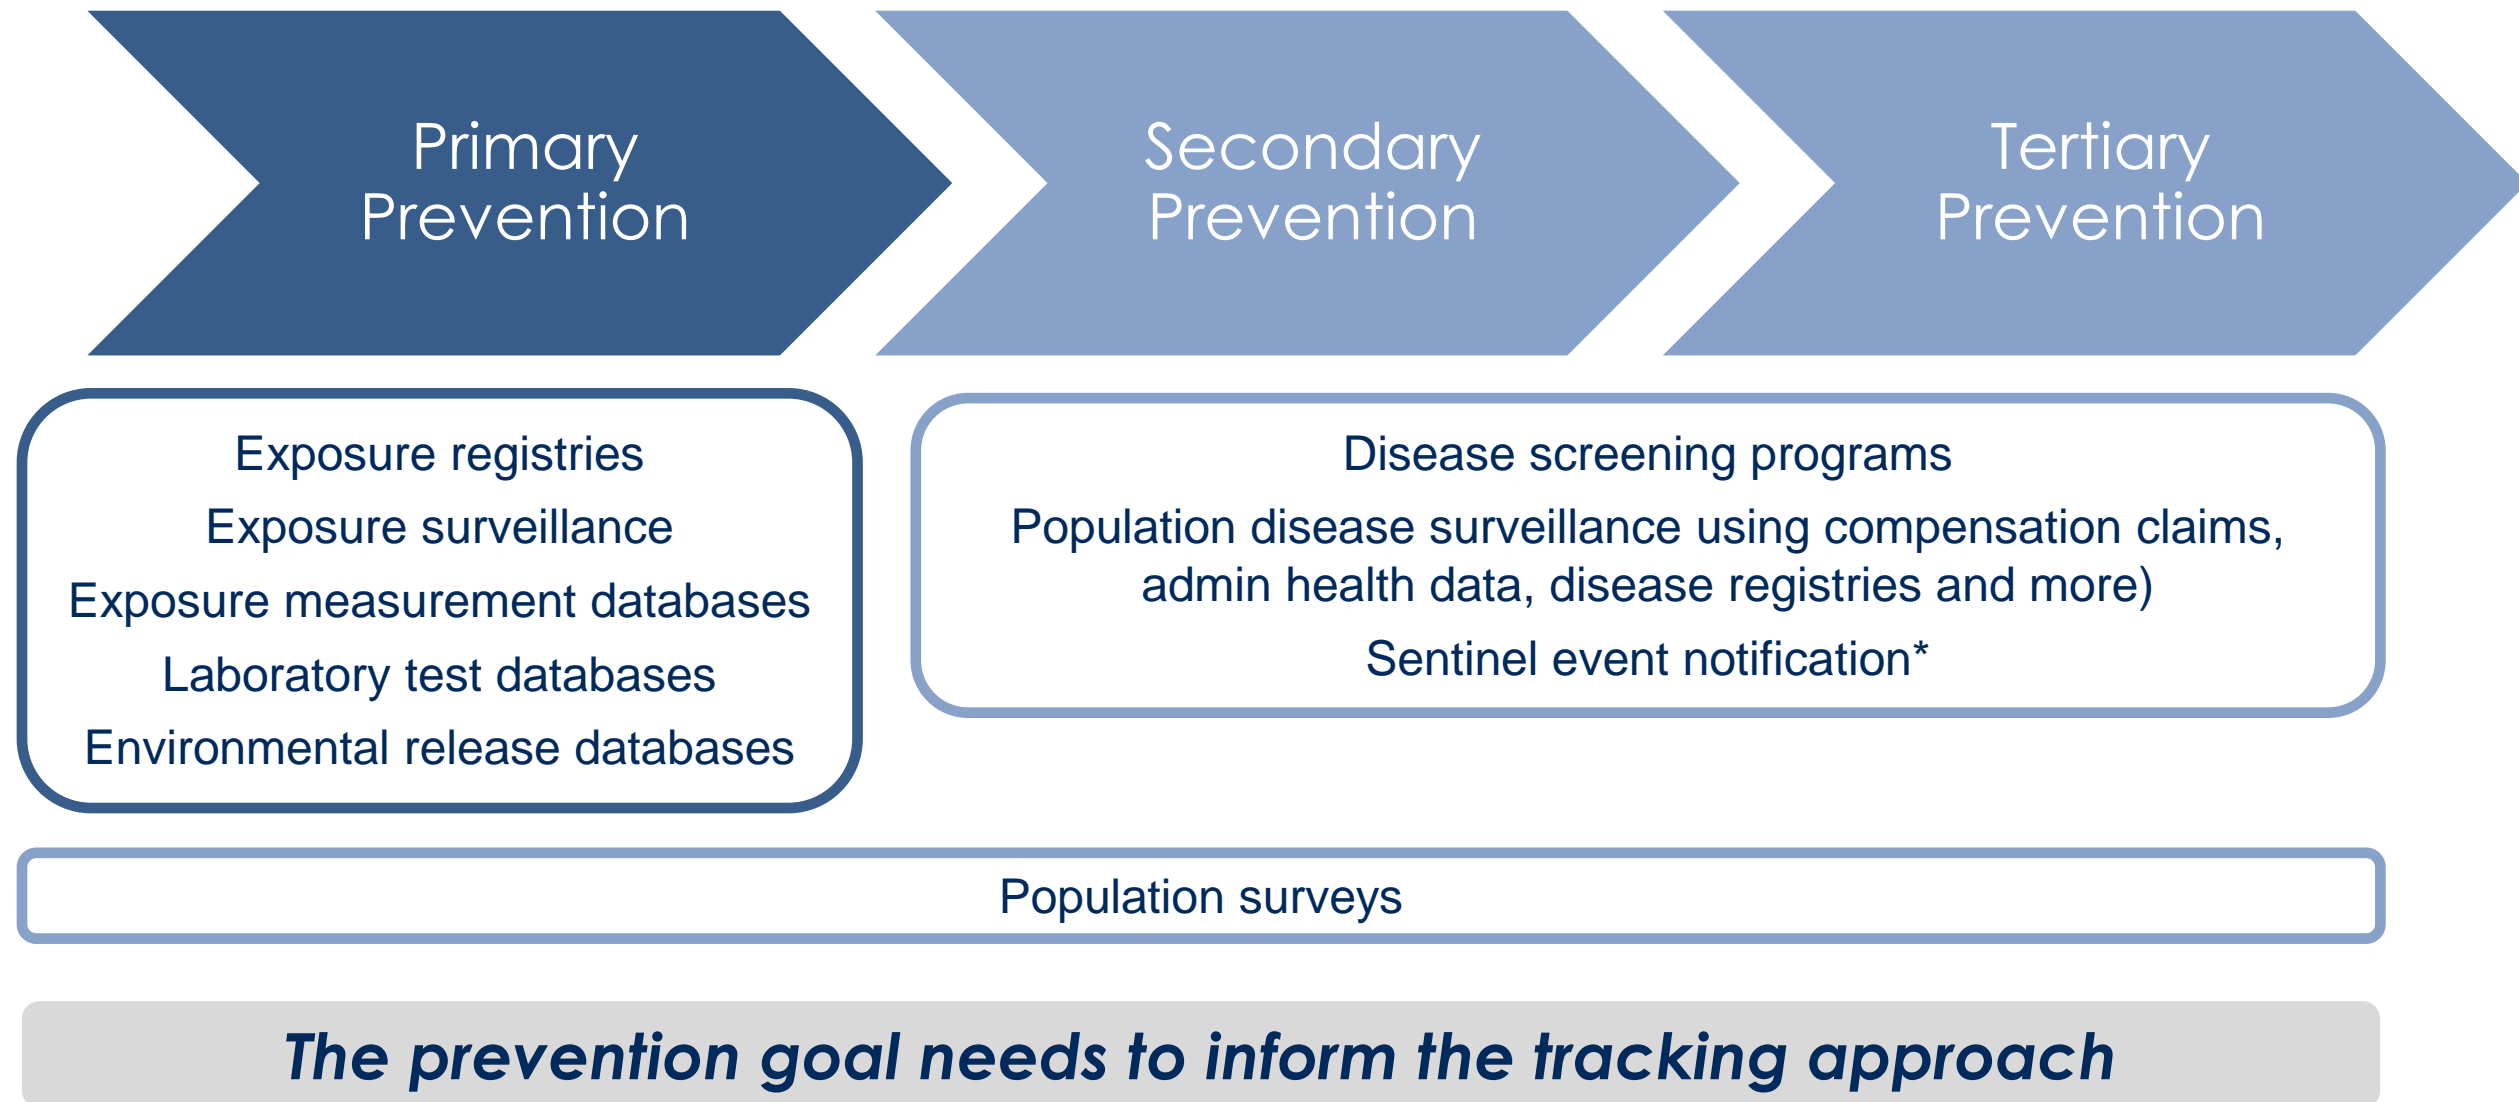 Primary
Prevention
Secondary
Prevention
Tertiary
Prevention
Exposure registries
Exposure surveillance
Exposure measurement databases
Laboratory test databases
Environmental release databases
Disease screening programs
Population disease surveillance using compensation claims,
admin health data, disease registries and more)
Sentinel event notification*
Population surveys
The prevention goal needs to inform the tracking approach